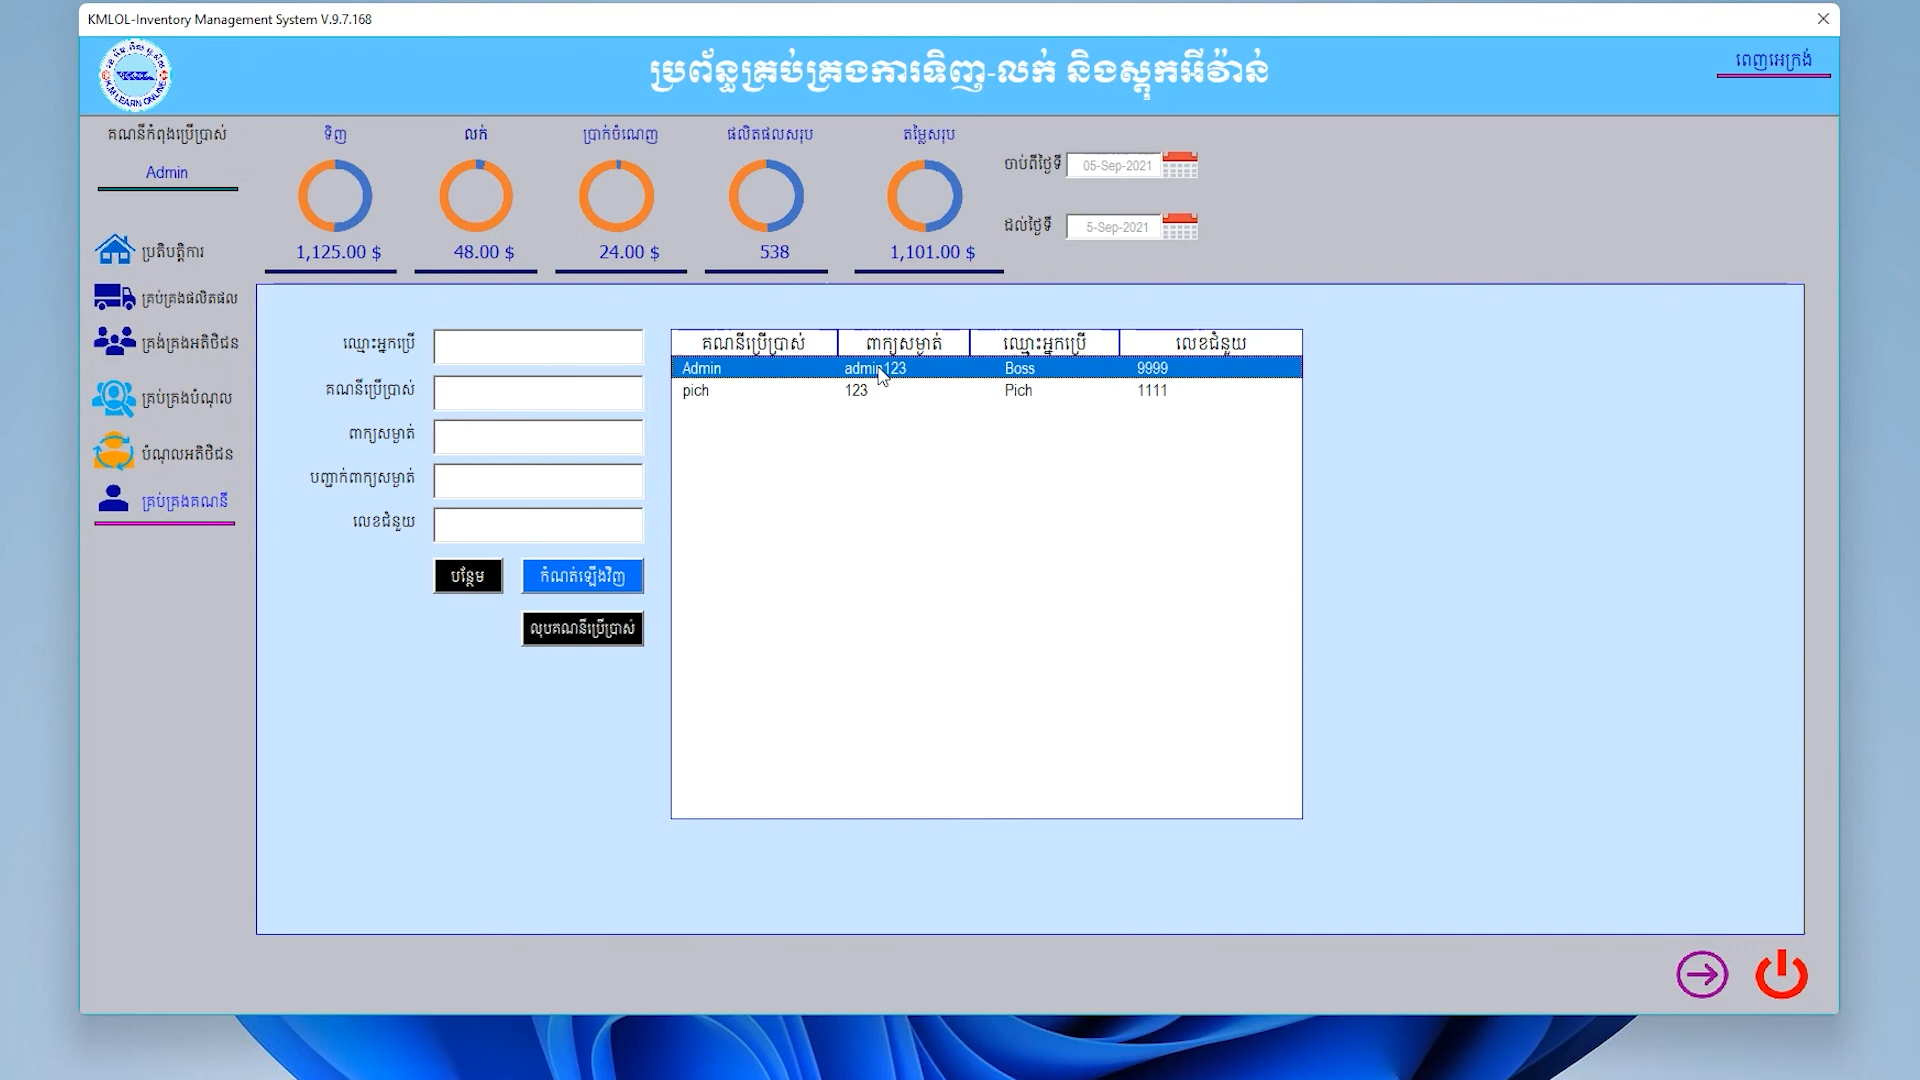 KMLOL-Inventory Management System V.9.7.168
ប្រព័ន្ធគ្រប់គ្រងការទិញ-លក់ និងស្តុកអីវ៉ាន់
ពេញអេក្រង់
K.M LEARN ONLINE
គណនីកំពុងប្រើប្រាស់
Admin
ទិញ
1,125.00 $
លក់
48.00 $
ប្រាក់ចំណេញ
24.00 $
ផលិតផលសរុប
538
តម្លៃសរុប
1,101.00 $
ចាប់ពីថ្ងៃទី 05-Sep-2021
ដល់ថ្ងៃទី 5-Sep-2021
ប្រតិបត្តិការ
គ្រប់គ្រងផលិតផល
គ្រង់គ្រងអតិថិជន
គ្រប់គ្រងបំណុល
បំណុលអតិថិជន
គ្រប់គ្រងគណនី
ឈ្មោះអ្នកប្រើ
គណនីប្រើប្រាស់
ពាក្យសម្ងាត់
បញ្ជាក់ពាក្យសម្ងាត់
លេខជំនួយ
បន្ថែម កំណត់ឡើងវិញ
លុបគណនីប្រើប្រាស់
គណនីប្រើប្រាស់ ពាក្យសម្ងាត់ ឈ្មោះអ្នកប្រើ លេខជំនួយ
Admin admin123 Boss 9999
pich 123 Pich 1111